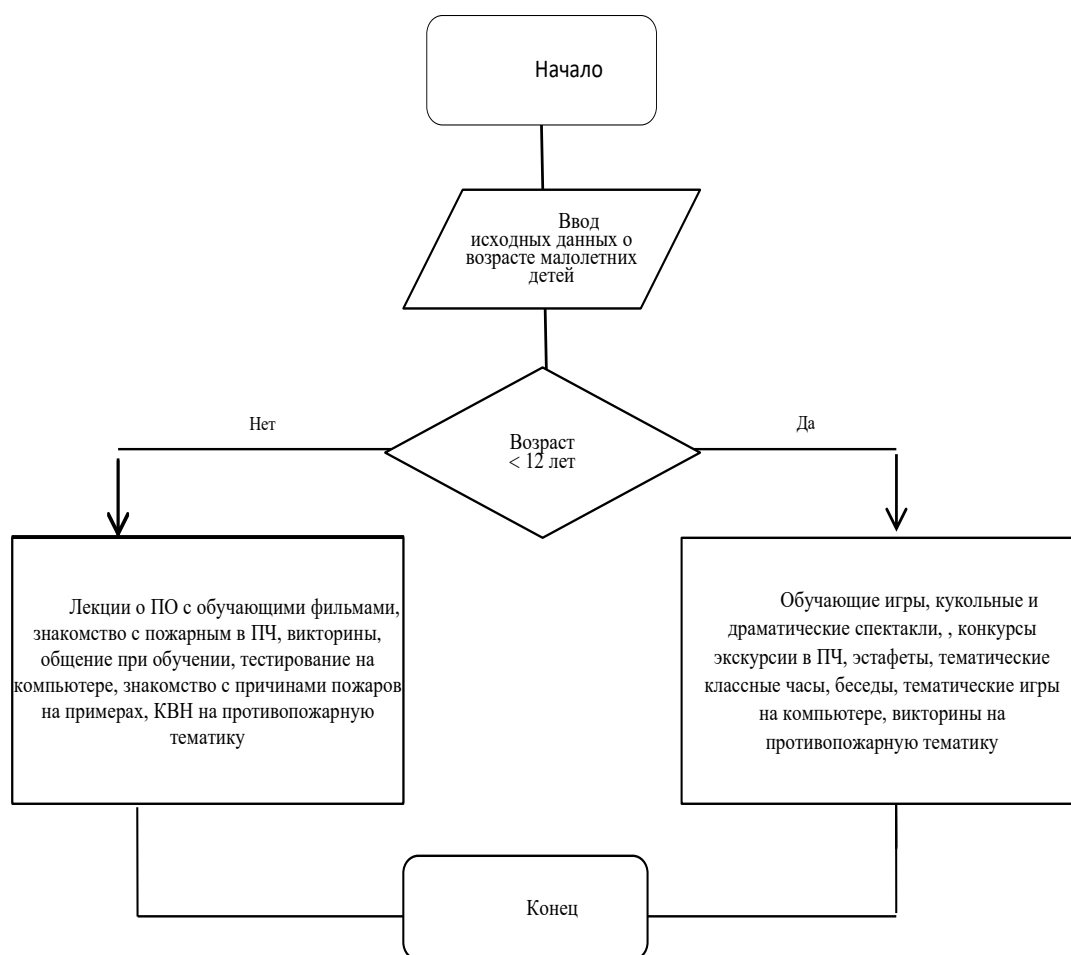 Начало
Ввод
исходных данных о
возрасте малолетних
детей
Нет
Да
Возраст
< 12 лет
Лекции о ПО с обучающими фильмами,
знакомство с пожарным в ПЧ, викторины,
общение при обучении, тестирование на
компьютере, знакомство с причинами пожаров
на примерах, КВН на противопожарную
тематику
Обучающие игры, кукольные и
драматические спектакли, , конкурсы
экскурсии в ПЧ, эстафеты, тематические
классные часы, беседы, тематические игры
на компьютере, викторины на
противопожарную тематику
Конец